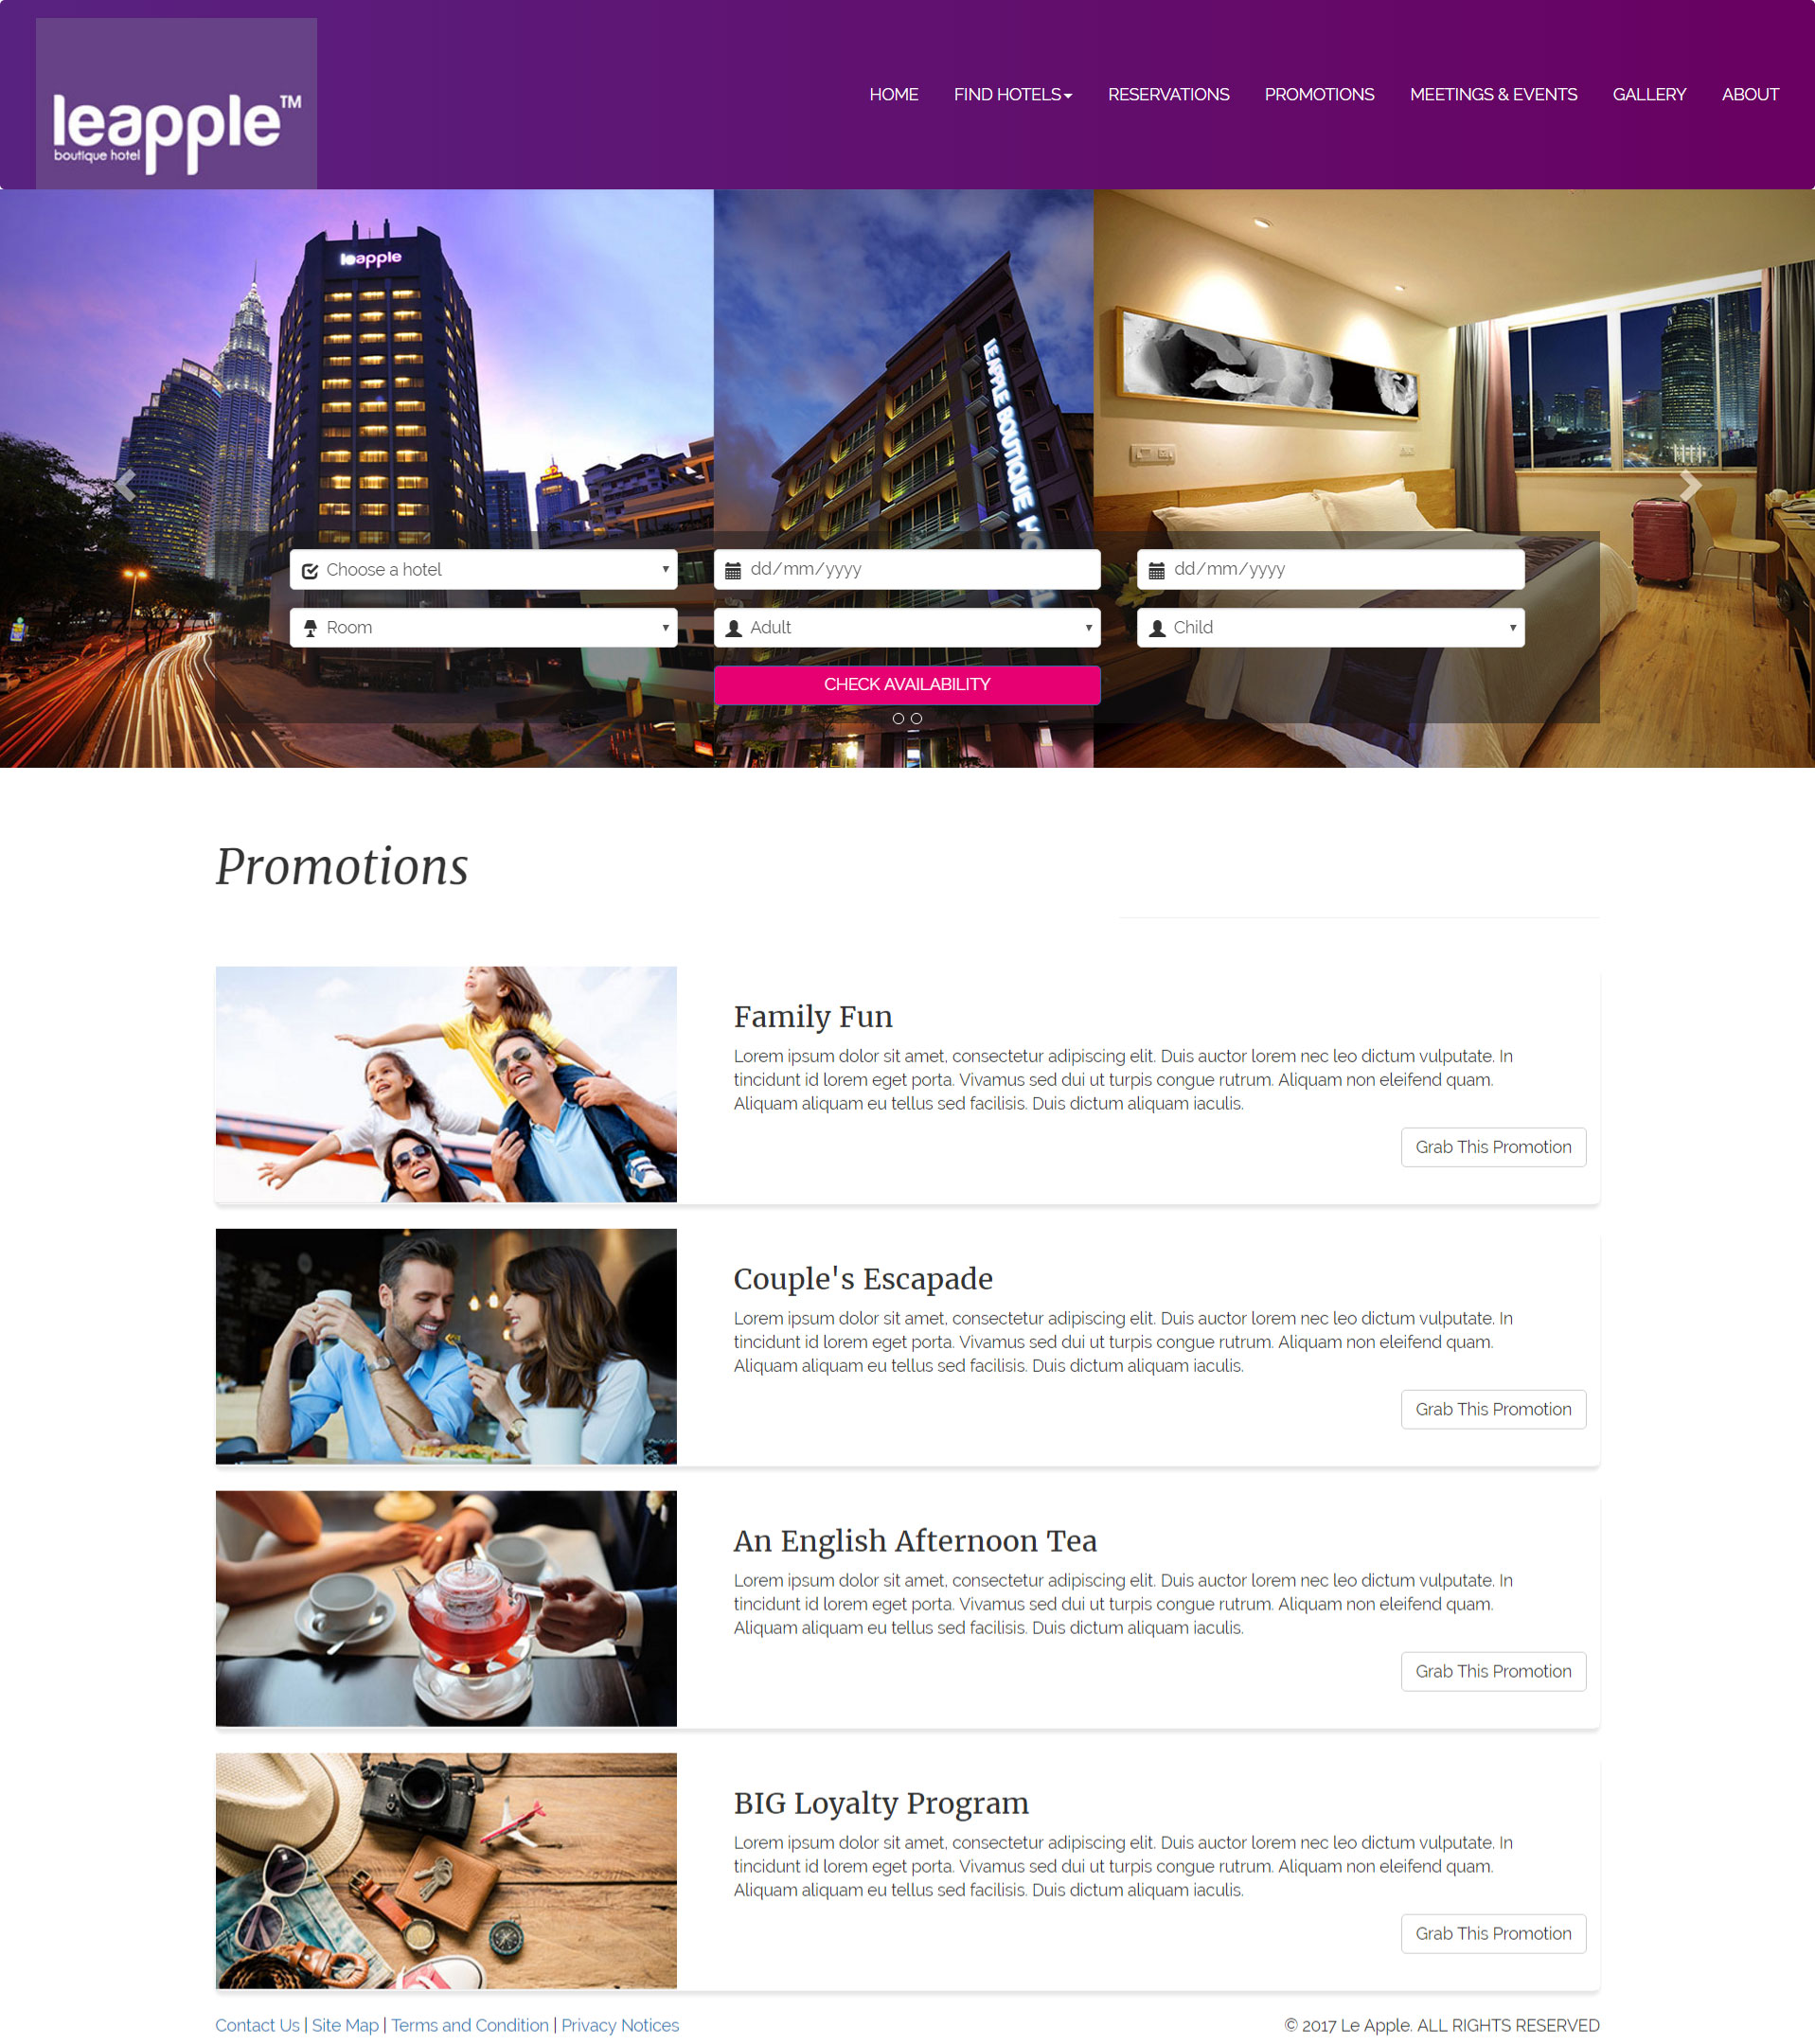 leapple™
boutique hotel
HOME FIND HOTELS RESERVATIONS PROMOTIONS MEETINGS & EVENTS GALLERY ABOUT
leapple
LE APPLE BOUTIQUE HOTEL
Choose a hotel
dd/mm/yyyy
dd/mm/yyyy
Room
Adult
Child
CHECK AVAILABILITY
Promotions
Family Fun
Lorem ipsum dolor sit amet, consectetur adipiscing elit. Duis auctor lorem nec leo dictum vulputate. In
tincidunt id lorem eget porta. Vivamus sed dui ut turpis congue rutrum. Aliquam non eleifend quam.
Aliquam aliquam eu tellus sed facilisis. Duis dictum aliquam iaculis.
Grab This Promotion
Couple's Escapade
Lorem ipsum dolor sit amet, consectetur adipiscing elit. Duis auctor lorem nec leo dictum vulputate. In
tincidunt id lorem eget porta. Vivamus sed dui ut turpis congue rutrum. Aliquam non eleifend quam.
Aliquam aliquam eu tellus sed facilisis. Duis dictum aliquam iaculis.
Grab This Promotion
An English Afternoon Tea
Lorem ipsum dolor sit amet, consectetur adipiscing elit. Duis auctor lorem nec leo dictum vulputate. In
tincidunt id lorem eget porta. Vivamus sed dui ut turpis congue rutrum. Aliquam non eleifend quam.
Aliquam aliquam eu tellus sed facilisis. Duis dictum aliquam iaculis.
Grab This Promotion
BIG Loyalty Program
Lorem ipsum dolor sit amet, consectetur adipiscing elit. Duis auctor lorem nec leo dictum vulputate. In
tincidunt id lorem eget porta. Vivamus sed dui ut turpis congue rutrum. Aliquam non eleifend quam.
Aliquam aliquam eu tellus sed facilisis. Duis dictum aliquam iaculis.
Grab This Promotion
Contact Us | Site Map | Terms and Condition | Privacy Notices
© 2017 Le Apple. ALL RIGHTS RESERVED